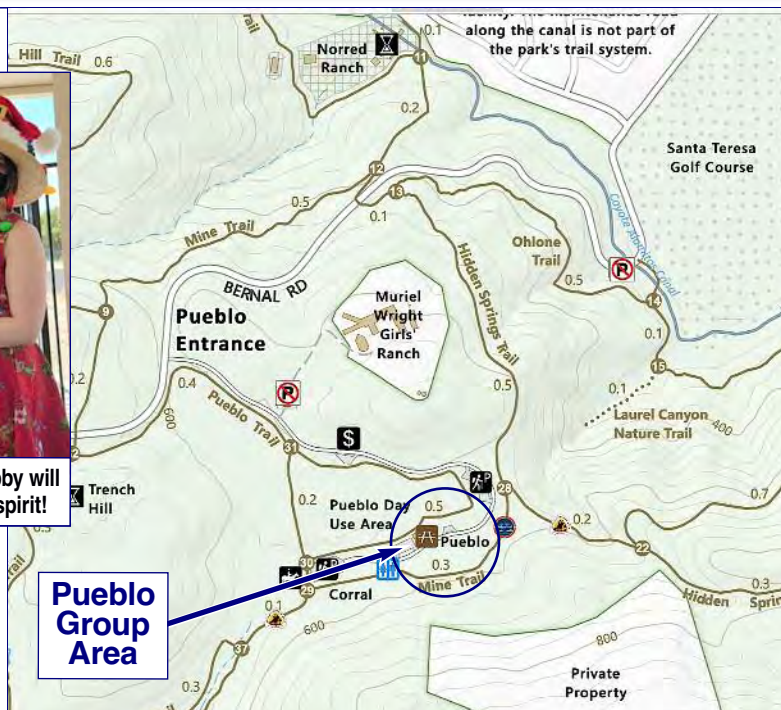 facility. The maintenance road
along the canal is not part of
the park's trail system.
Hill Trail 0.6
Norred
Ranch
0.1
11
0.2
Santa Teresa
Golf Course
12
13
0.5
0.1
Mine Trail
Ohlone
Trail
Coyote Alamitos Canal
Hidden Springs Trail
BERNAL RD
0.5
P
14
9
Muriel
Wright
Girls'
Ranch
Pueblo
Entrance
0.1
15
0.2
0.4
600
P
0.5
0.1
Laurel Canyon
Nature Trail
400
Pueblo Trail
31
$
by will
spirit!
Trench
Hill
0.2
Pueblo Day
Use Area
0.5
P
28
0.7
0.2
Pueblo
22
30
P
0.3
Mine Trail
29
Corral
0.3
Hidden Sprin
Pueblo
Group
Area
0.1
600
800
37
0.3
Private
Property